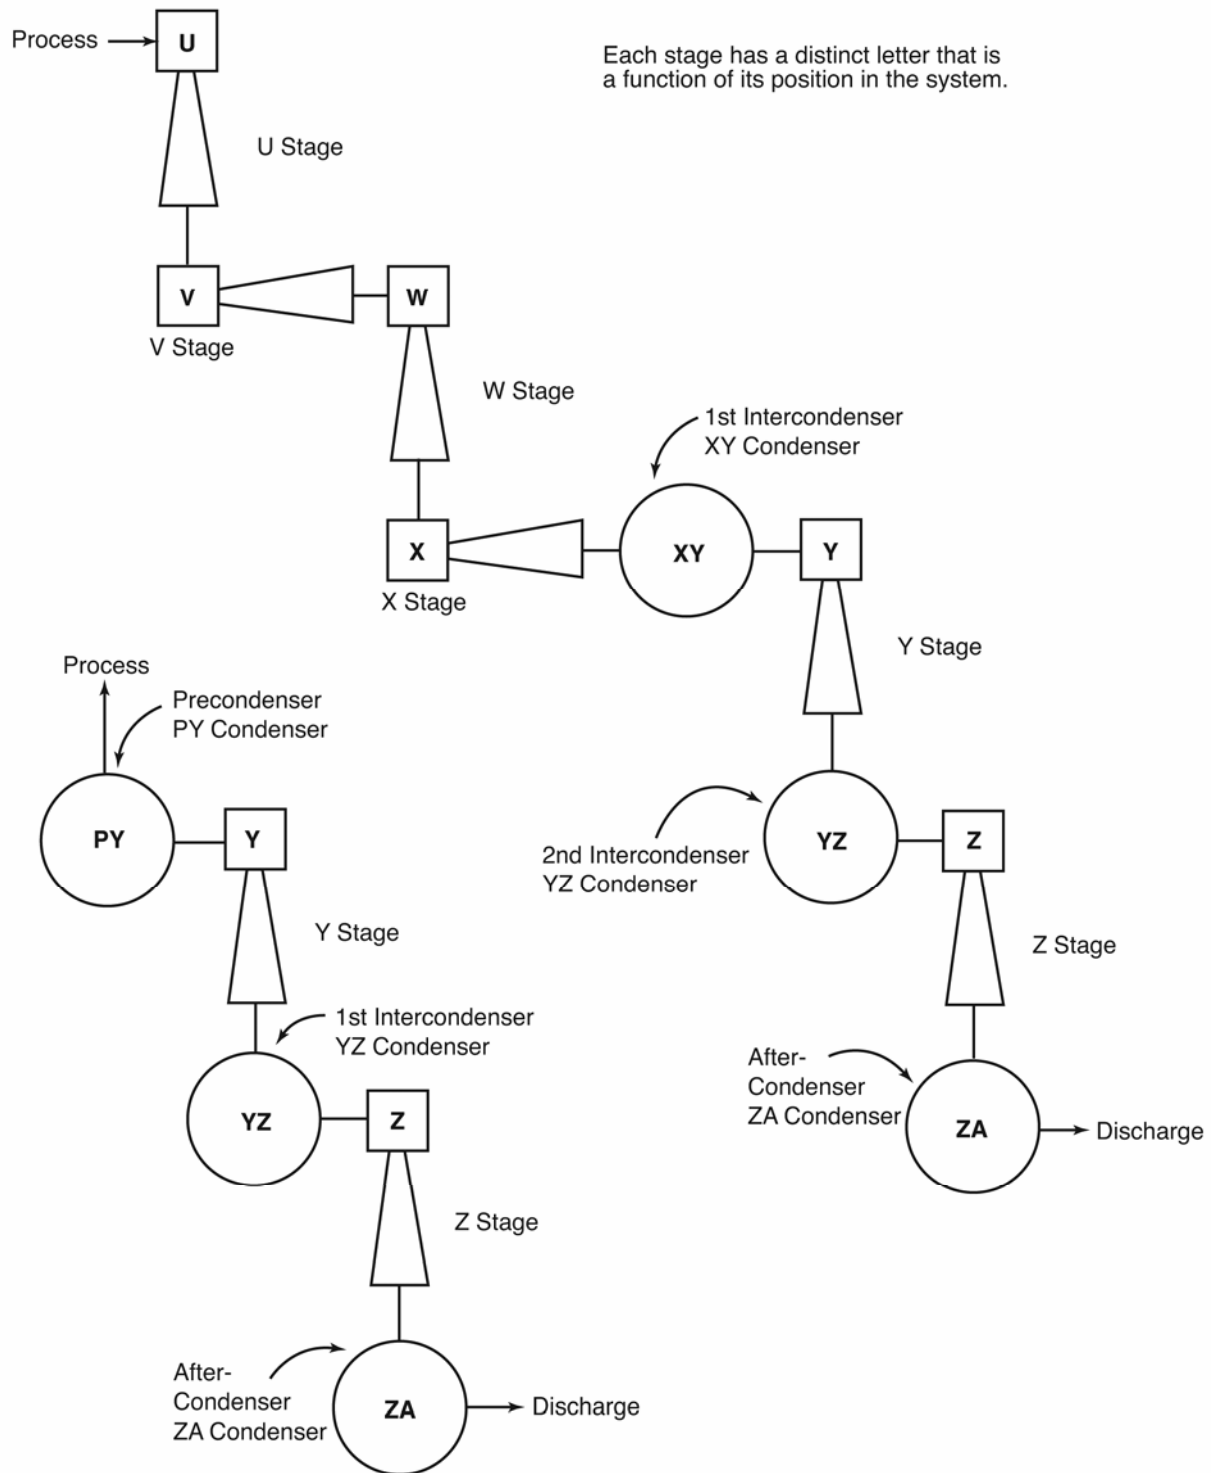 Process
U
Each stage has a distinct letter that is
a function of its position in the system.
U Stage
V
W
V Stage
W Stage
1st Intercondenser
XY Condenser
X
XY
Y
X Stage
Y Stage
Process
Precondenser
PY Condenser
PY
Y
YZ
Z
2nd Intercondenser
YZ Condenser
Y Stage
Z Stage
1st Intercondenser
YZ Condenser
After-
Condenser
ZA Condenser
YZ
Z
ZA
Discharge
Z Stage
After-
Condenser
ZA Condenser
ZA
Discharge